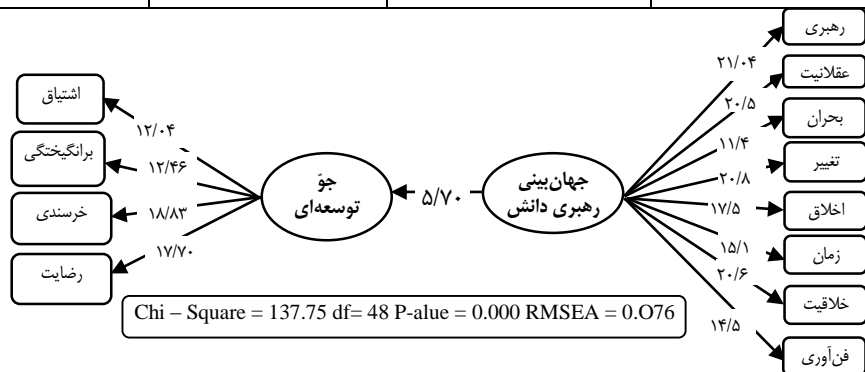 رهبری
۲۱/۰۴
عقلانیت
۲۰/۵
بحران
۱۱/۴
تغییر
۲۰/۸
اخلاق
۱۷/۵
زمان
۱۵/۱
خلاقیت
۲۰/۶
فن‌آوری
۱۴/۵
جهان‌بینی
رهبری دانش
۵/۷۰
جوّ
توسعه‌ای
اشتیاق
۱۲/۰۴
برانگیختگی
۱۲/۴۶
خرسندی
۱۸/۸۳
رضایت
۱۷/۷۰
Chi – Square = 137.75 df= 48 P-alue = 0.000 RMSEA = 0.O76